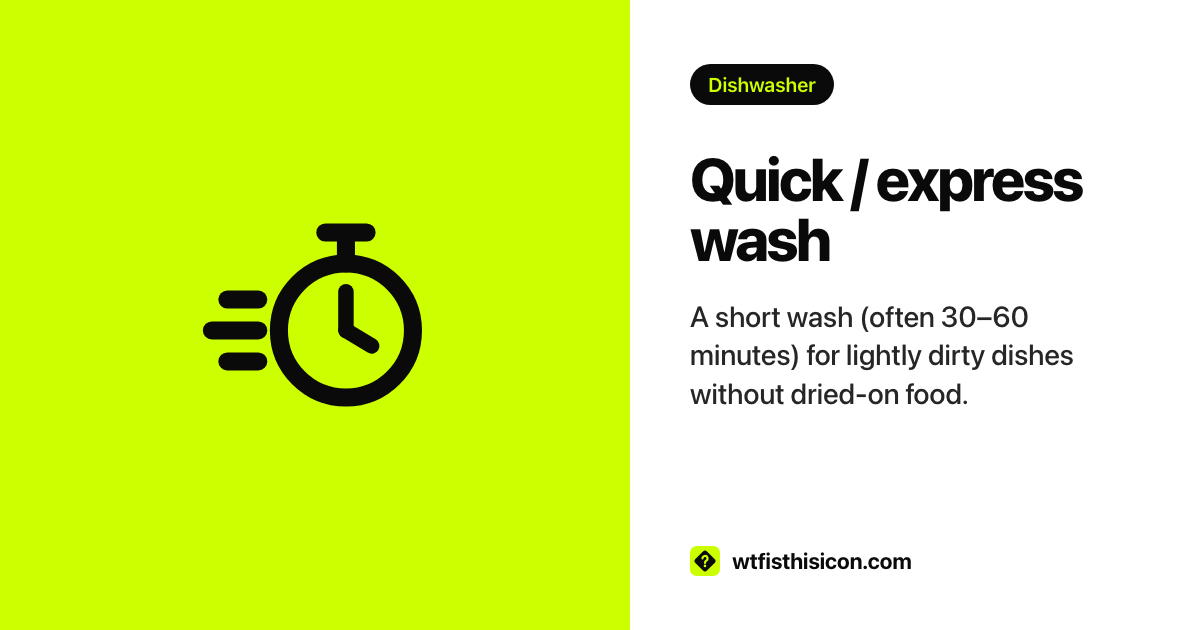 Dishwasher
Quick / express
wash
A short wash (often 30–60
minutes) for lightly dirty dishes
without dried-on food.
?
wtfisthisicon.com